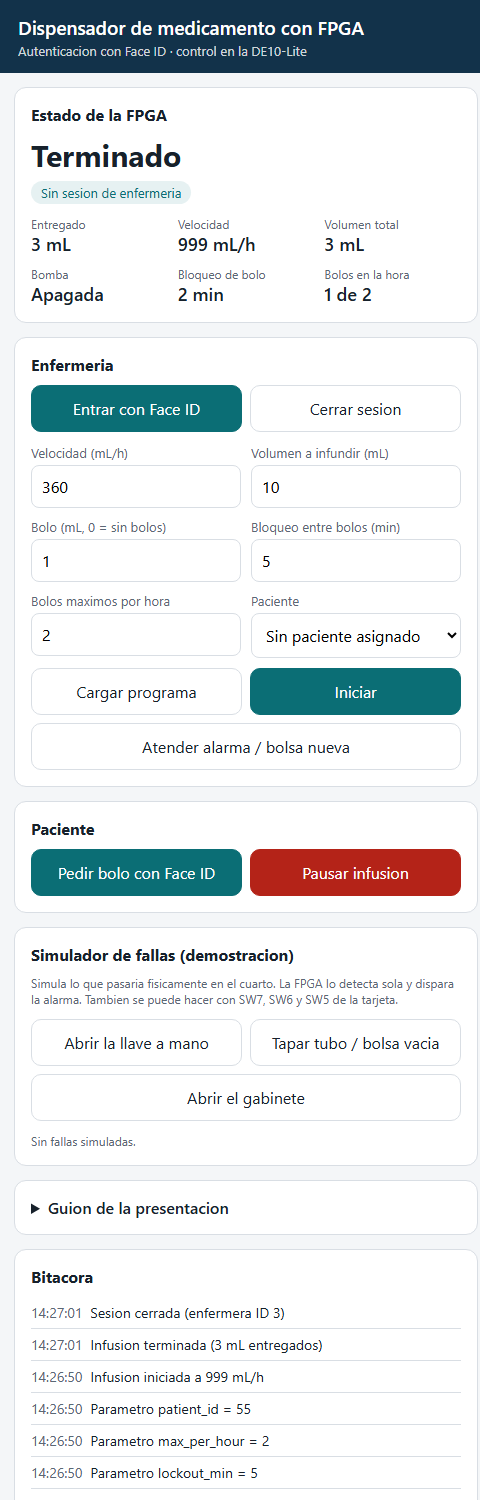 Dispensador de medicamento con FPGA
Autenticacion con Face ID · control en la DE10-Lite
Estado de la FPGA
Terminado
Sin sesion de enfermeria
Entregado Velocidad Volumen total
3 mL 999 mL/h 3 mL
Bomba Bloqueo de bolo Bolos en la hora
Apagada 2 min 1 de 2
Enfermeria
Entrar con Face ID Cerrar sesion
Velocidad (mL/h) Volumen a infundir (mL)
360 10
Bolo (mL, 0 = sin bolos) Bloqueo entre bolos (min)
1 5
Bolos maximos por hora Paciente
2 Sin paciente asignado
Cargar programa Iniciar
Atender alarma / bolsa nueva
Paciente
Pedir bolo con Face ID Pausar infusion
Simulador de fallas (demostracion)
Simula lo que pasaria fisicamente en el cuarto. La FPGA lo detecta sola y dispara
la alarma. Tambien se puede hacer con SW7, SW6 y SW5 de la tarjeta.
Abrir la llave a mano Tapar tubo / bolsa vacia
Abrir el gabinete
Sin fallas simuladas.
Guion de la presentacion
Bitacora
14:27:01 Sesion cerrada (enfermera ID 3)
14:27:01 Infusion terminada (3 mL entregados)
14:26:50 Infusion iniciada a 999 mL/h
14:26:50 Parametro patient_id = 55
14:26:50 Parametro max_per_hour = 2
14:26:50 Parametro lockout_min = 5